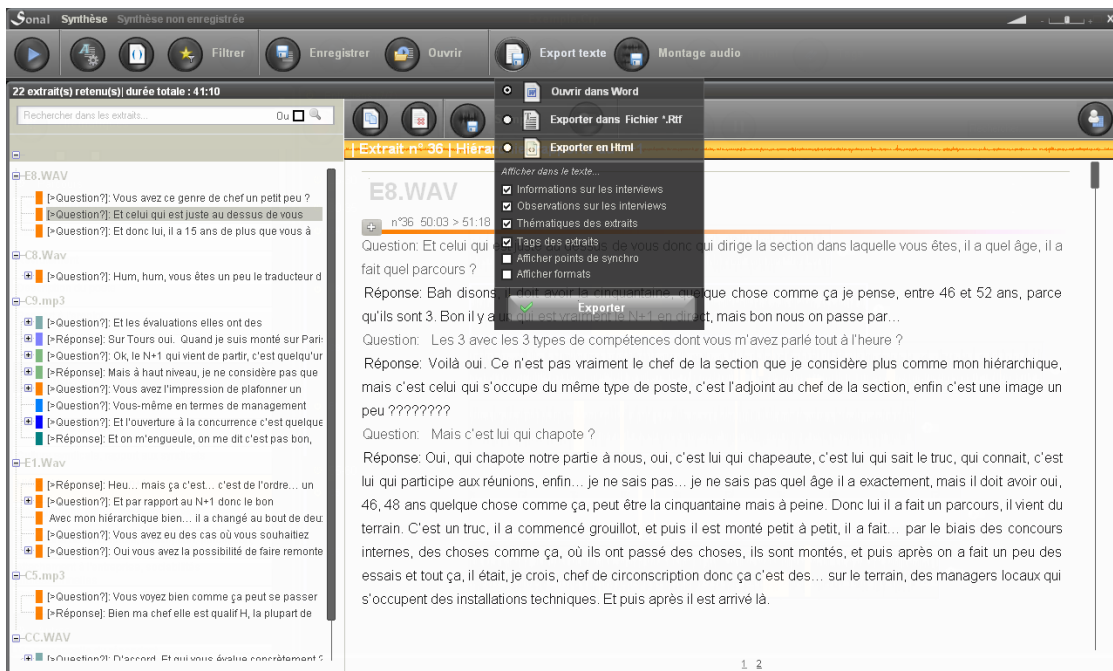 Sonal Synthèse Synthèse non enregistrée
Filtrer Enregistrer Ouvrir Export texte Montage audio
22 extrait(s) retenu(s)| durée totale : 41:10
Rechercher dans les extraits... Ou
E8.WAV
[>Question?]: Vous avez ce genre de chef un petit peu ?
[>Question?]: Et celui qui est juste au dessus de vous
[>Question?]: Et donc lui, il a 15 ans de plus que vous à
C8.Wav
[>Question?]: Hum, hum, vous êtes un peu le traducteur d
C9.mp3
[>Question?]: Et les évaluations elles ont des
[>Réponse]: Sur Tours oui. Quand je suis monté sur Paris
[>Question?]: Ok, le N+1 qui vient de partir, c'est quelqu'ur
[>Réponse]: Mais à haut niveau, je ne considère pas que
[>Question?]: Vous avez l'impression de plafonner un
[>Question?]: Vous-même en termes de management
[>Question?]: Et l'ouverture à la concurrence c'est quelque
[>Réponse]: Et on m'engueule, on me dit c'est pas bon,
E1.Wav
[>Réponse]: Heu... mais ça c'est... c'est de l'ordre... un
[>Question?]: Et par rapport au N+1 donc le bon
Avec mon hiérarchique bien... il a changé au bout de deux
[>Question?]: Vous avez eu des cas où vous souhaitiez
[>Question?]: Oui vous avez la possibilité de faire remonte
C5.mp3
[>Question?]: Vous voyez bien comme ça peut se passer
[>Réponse]: Bien ma chef elle est qualif H, la plupart de
CC.WAV
[>Question?]: D'accord. Et qui vous évalue concrètement ?
Ouvrir dans Word
Exporter dans Fichier *.Rtf
Exporter en Html
Afficher dans le texte...
Informations sur les interviews
Observations sur les interviews
Thématiques des extraits
Tags des extraits
Afficher points de synchro
Afficher formats
Exporter
| Extrait n° 36 | Hiérar
E8.WAV
n°36 50:03 > 51:18
Question: Et celui qui est juste au dessus de vous donc qui dirige la section dans laquelle vous êtes, il a quel âge, il a
fait quel parcours ?
Réponse: Bah disons, il doit avoir la cinquantaine, quelque chose comme ça je pense, entre 46 et 52 ans, parce
qu'ils sont 3. Bon il y a un qui est vraiment le N+1 en direct, mais bon nous on passe par...
Question: Les 3 avec les 3 types de compétences dont vous m'avez parlé tout à l'heure ?
Réponse: Voilà oui. Ce n'est pas vraiment le chef de la section que je considère plus comme mon hiérarchique,
mais c'est celui qui s'occupe du même type de poste, c'est l'adjoint au chef de la section, enfin c'est une image un
peu ????????
Question: Mais c'est lui qui chapote ?
Réponse: Oui, qui chapote notre partie à nous, oui, c'est lui qui chapeaute, c'est lui qui sait le truc, qui connait, c'est
lui qui participe aux réunions, enfin... je ne sais pas... je ne sais pas quel âge il a exactement, mais il doit avoir oui,
46, 48 ans quelque chose comme ça, peut être la cinquantaine mais à peine. Donc lui il a fait un parcours, il vient du
terrain. C'est un truc, il a commencé grouillot, et puis il est monté petit à petit, il a fait... par le biais des concours
internes, des choses comme ça, où ils ont passé des choses, ils sont montés, et puis après on a fait un peu des
essais et tout ça, il était, je crois, chef de circonscription donc ça c'est des... sur le terrain, des managers locaux qui
s'occupent des installations techniques. Et puis après il est arrivé là.
1 2